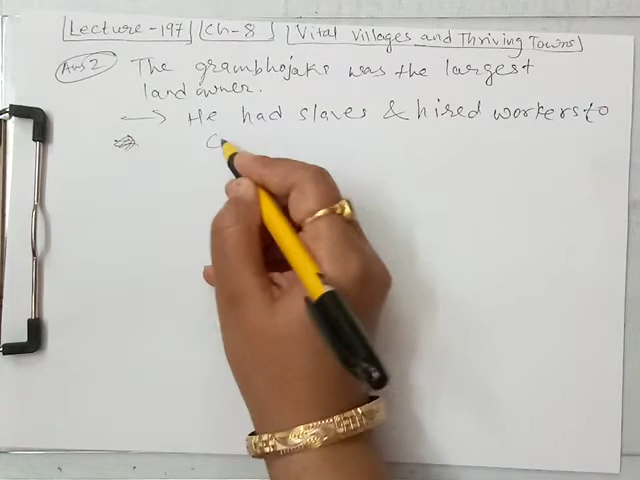 Lecture -197 Ch-8 Vital Villages and Thriving Towns
Ans 2 The grambhojaks was the largest
land owner.
→ He had slaves & hired workers to
C